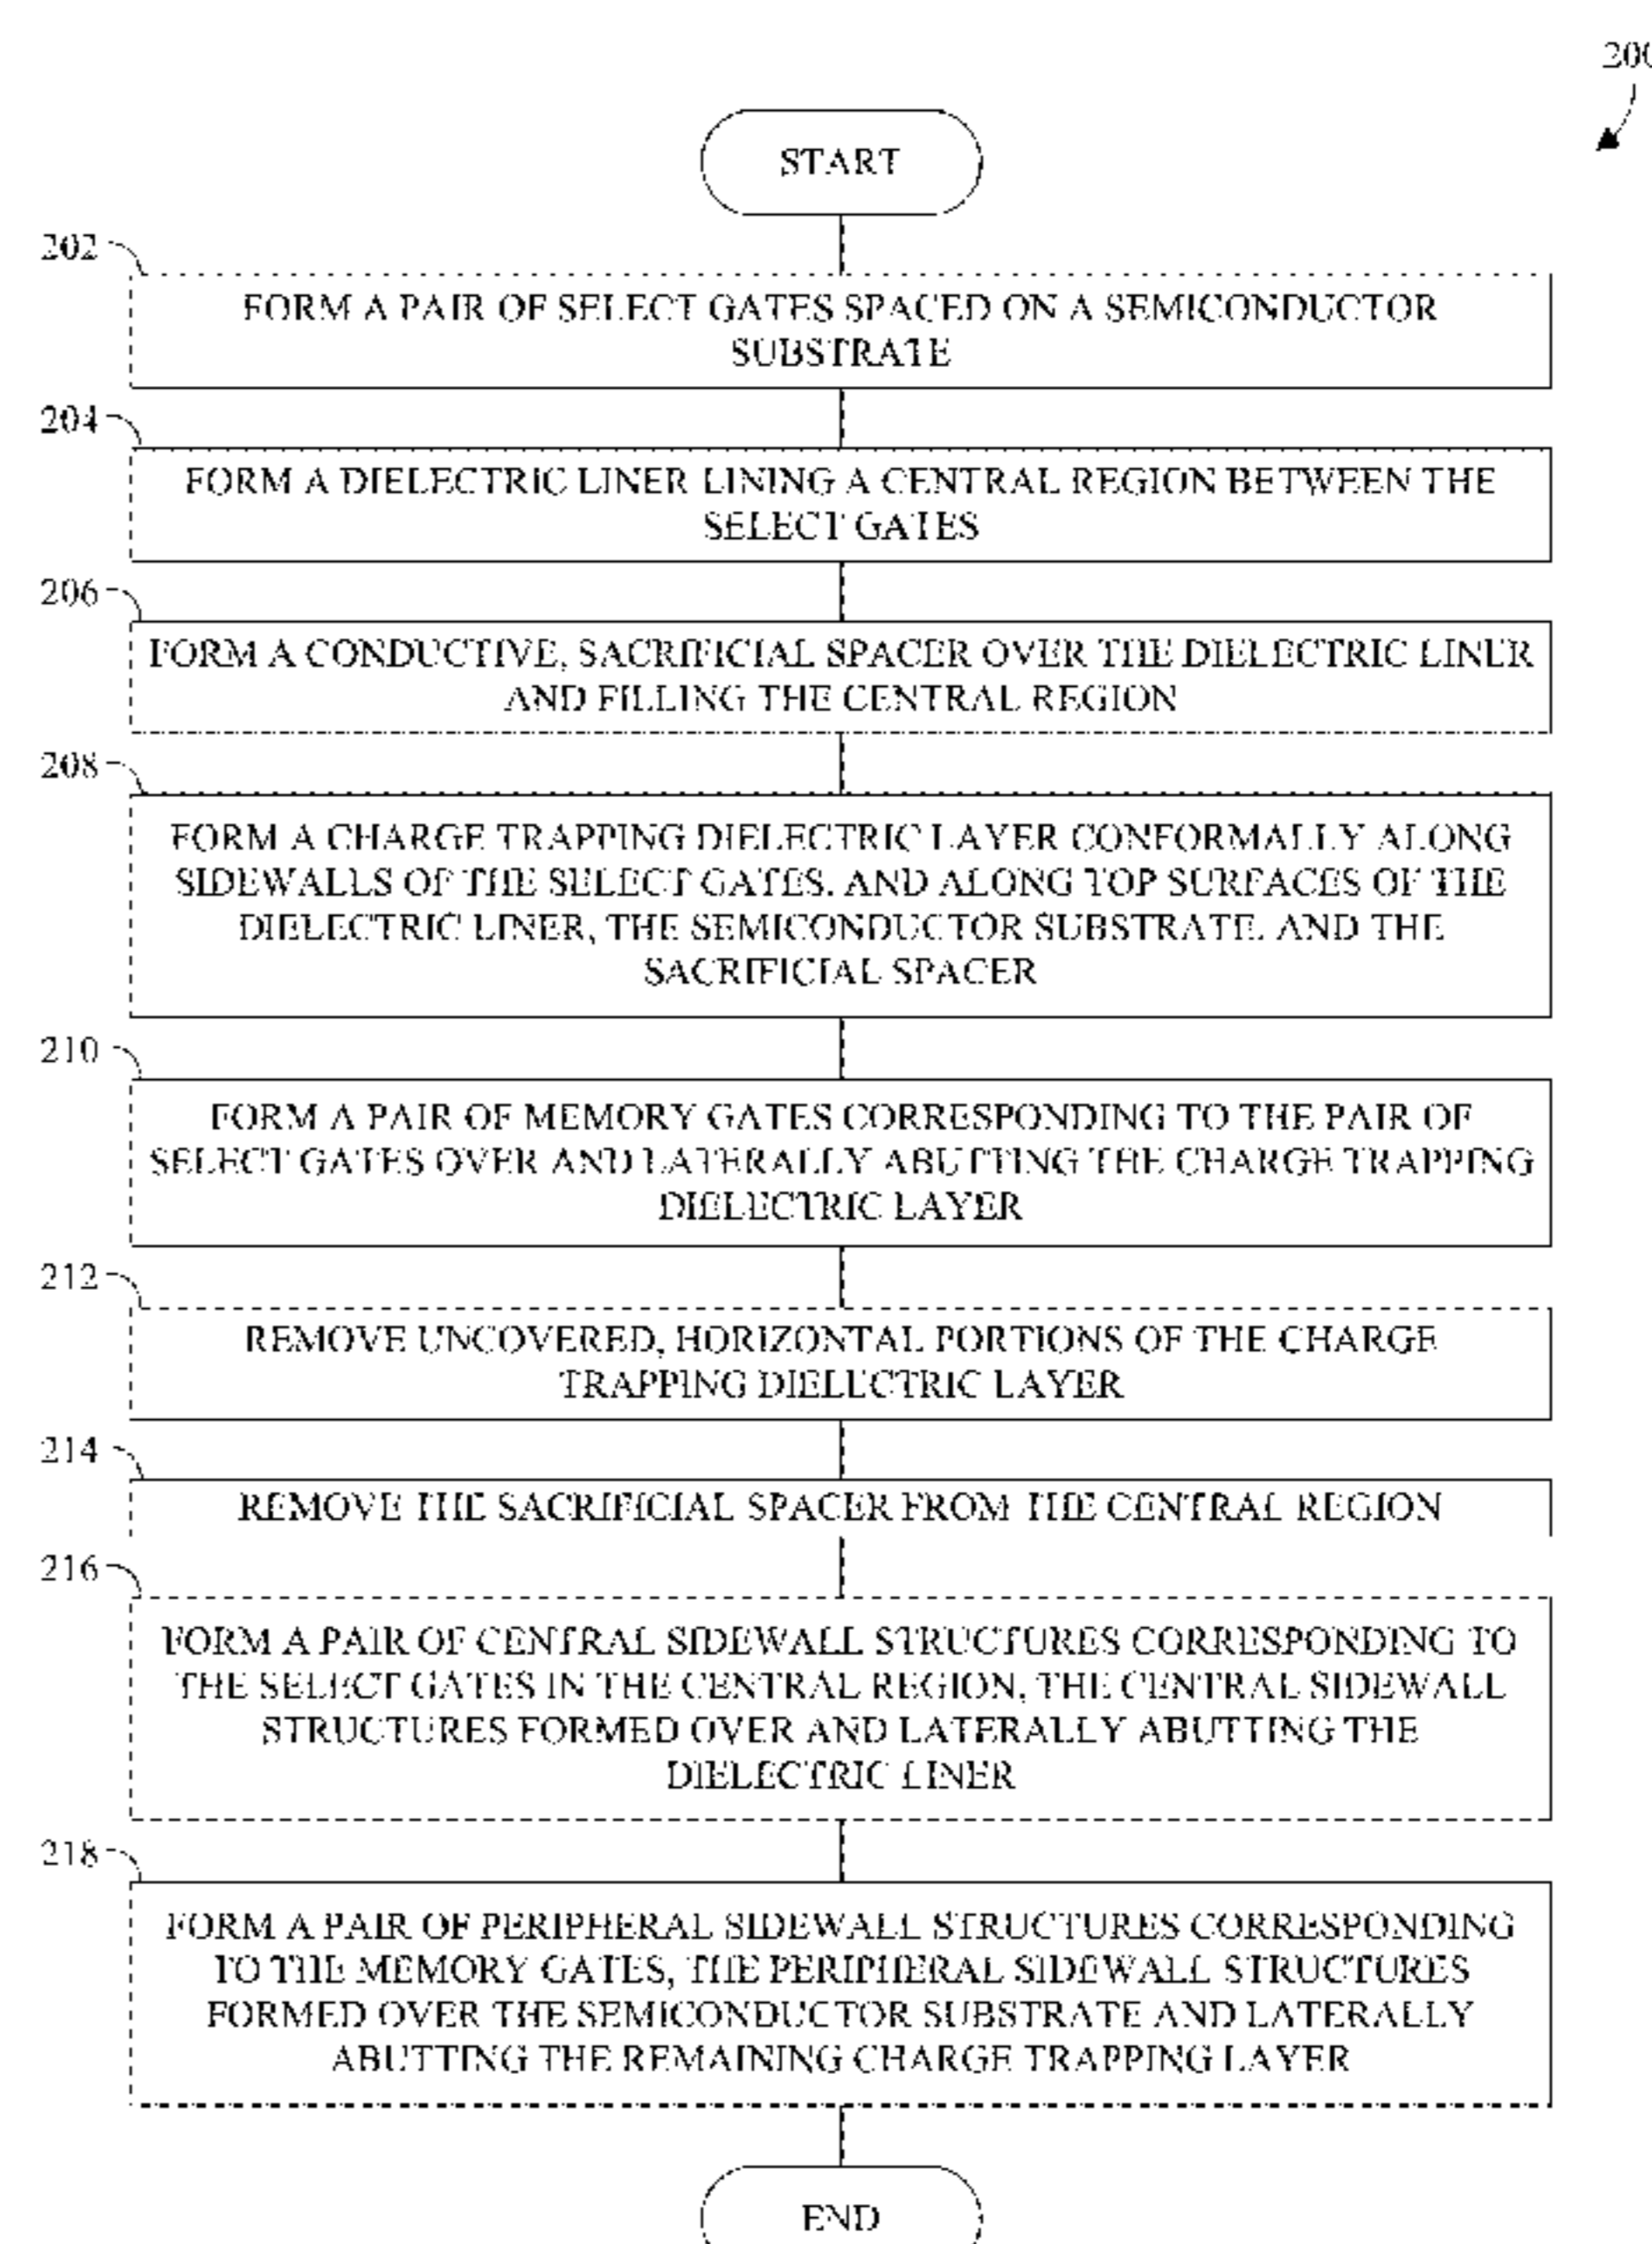 200
START
202
FORM A PAIR OF SELECT GATES SPACED ON A SEMICONDUCTOR
SUBSTRATE
204
FORM A DIELECTRIC LINER LINING A CENTRAL REGION BETWEEN THE
SELECT GATES
206
FORM A CONDUCTIVE, SACRIFICIAL SPACER OVER THE DIELECTRIC LINER
AND FILLING THE CENTRAL REGION
208
FORM A CHARGE TRAPPING DIELECTRIC LAYER CONFORMALLY ALONG
SIDEWALLS OF THE SELECT GATES, AND ALONG TOP SURFACES OF THE
DIELECTRIC LINER, THE SEMICONDUCTOR SUBSTRATE, AND THE
SACRIFICIAL SPACER
210
FORM A PAIR OF MEMORY GATES CORRESPONDING TO THE PAIR OF
SELECT GATES OVER AND LATERALLY ABUTTING THE CHARGE TRAPPING
DIELECTRIC LAYER
212
REMOVE UNCOVERED, HORIZONTAL PORTIONS OF THE CHARGE
TRAPPING DIELECTRIC LAYER
214
REMOVE THE SACRIFICIAL SPACER FROM THE CENTRAL REGION
216
FORM A PAIR OF CENTRAL SIDEWALL STRUCTURES CORRESPONDING TO
THE SELECT GATES IN THE CENTRAL REGION, THE CENTRAL SIDEWALL
STRUCTURES FORMED OVER AND LATERALLY ABUTTING THE
DIELECTRIC LINER
218
FORM A PAIR OF PERIPHERAL SIDEWALL STRUCTURES CORRESPONDING
TO THE MEMORY GATES, THE PERIPHERAL SIDEWALL STRUCTURES
FORMED OVER THE SEMICONDUCTOR SUBSTRATE AND LATERALLY
ABUTTING THE REMAINING CHARGE TRAPPING LAYER
END